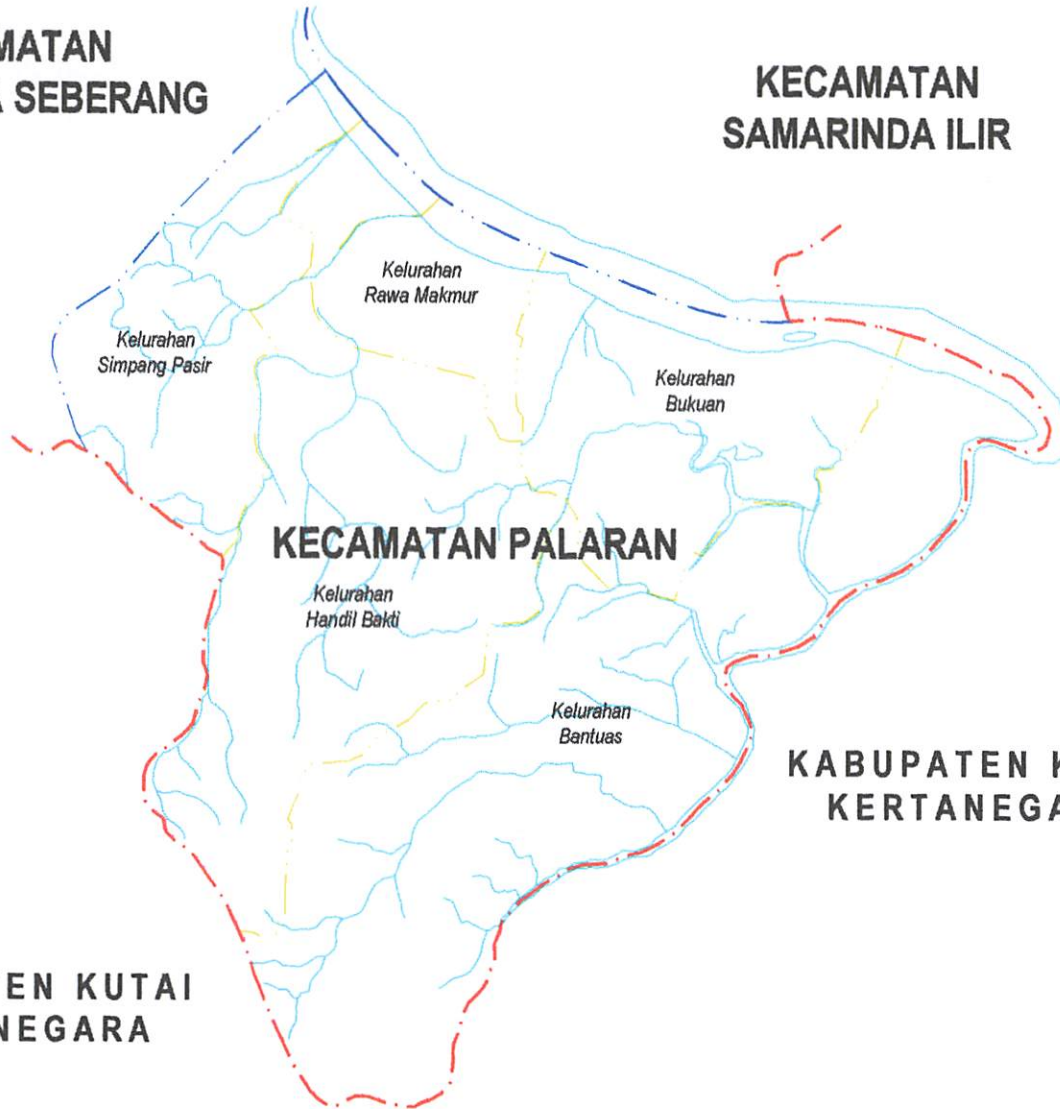 MATAN
SEBERANG
KECAMATAN
SAMARINDA ILIR
Kelurahan
Rawa Makmur
Kelurahan
Simpang Pasir
Kelurahan
Bukuan
KECAMATAN PALARAN
Kelurahan
Handil Bakti
Kelurahan
Bantuas
KABUPATEN
KERTANEGA
EN KUTAI
NEGARA